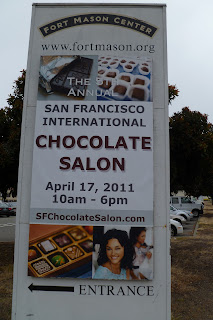 FORT MASON CENTER
www.fortmason.org
THE 5th
ANNUAL
SAN FRANCISCO
INTERNATIONAL
CHOCOLATE
SALON
April 17, 2011
10am - 6pm
SFChocolateSalon.com
ENTRANCE